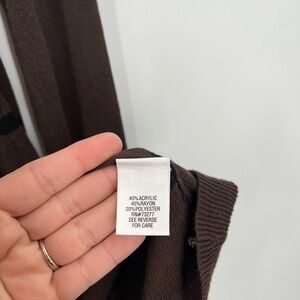 40% ACRYLIC
40% RAYON
20% POLYESTER
RN#73277
SEE REVERSE
FOR CARE